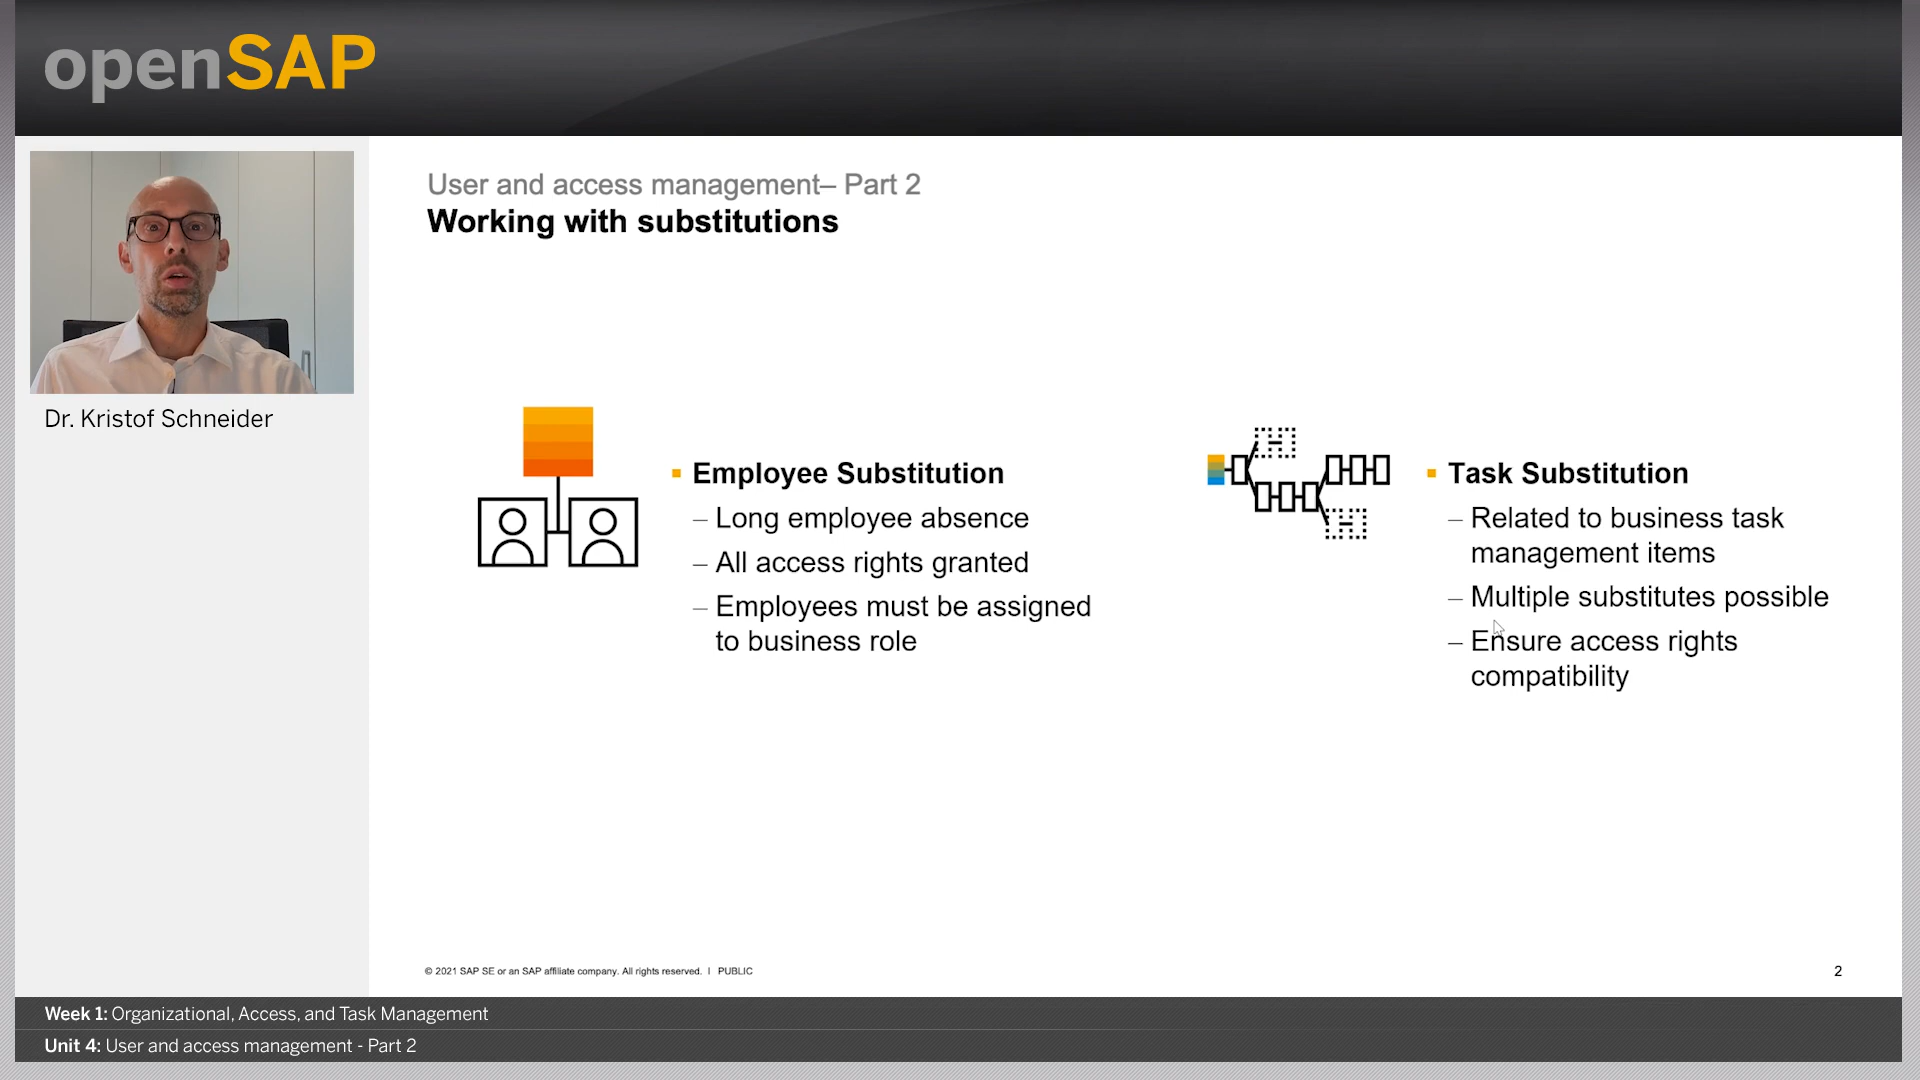 openSAP
User and access management– Part 2
Working with substitutions
Dr. Kristof Schneider
Employee Substitution
– Long employee absence
– All access rights granted
– Employees must be assigned
to business role
Task Substitution
– Related to business task
management items
– Multiple substitutes possible
– Ensure access rights
compatibility
© 2021 SAP SE or an SAP affiliate company. All rights reserved. I PUBLIC
2
Week 1: Organizational, Access, and Task Management
Unit 4: User and access management - Part 2